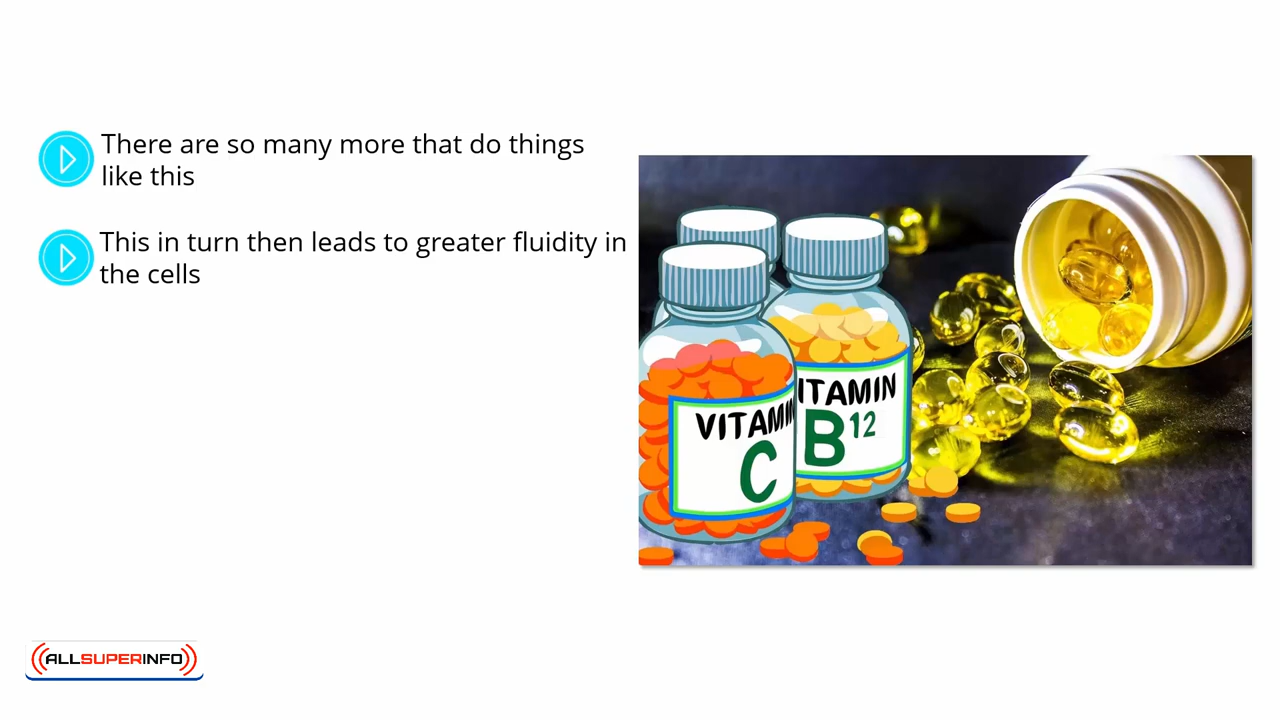 There are so many more that do things
like this
This in turn then leads to greater fluidity in
the cells
VITAMIN
C
ITAMIN
B12
ALLSUPERINFO